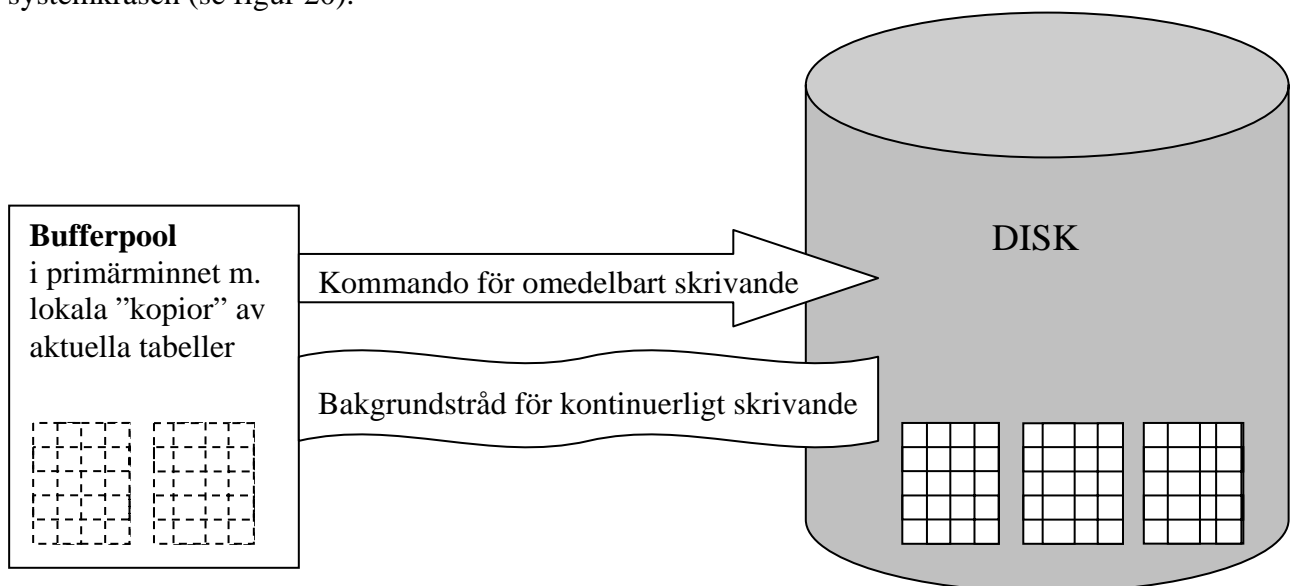 systemkrasen (se figur 20).
Bufferpool
i primärminnet m.
lokala ”kopior” av
aktuella tabeller
Kommando för omedelbart skrivande
Bakgrundstråd för kontinuerligt skrivande
DISK